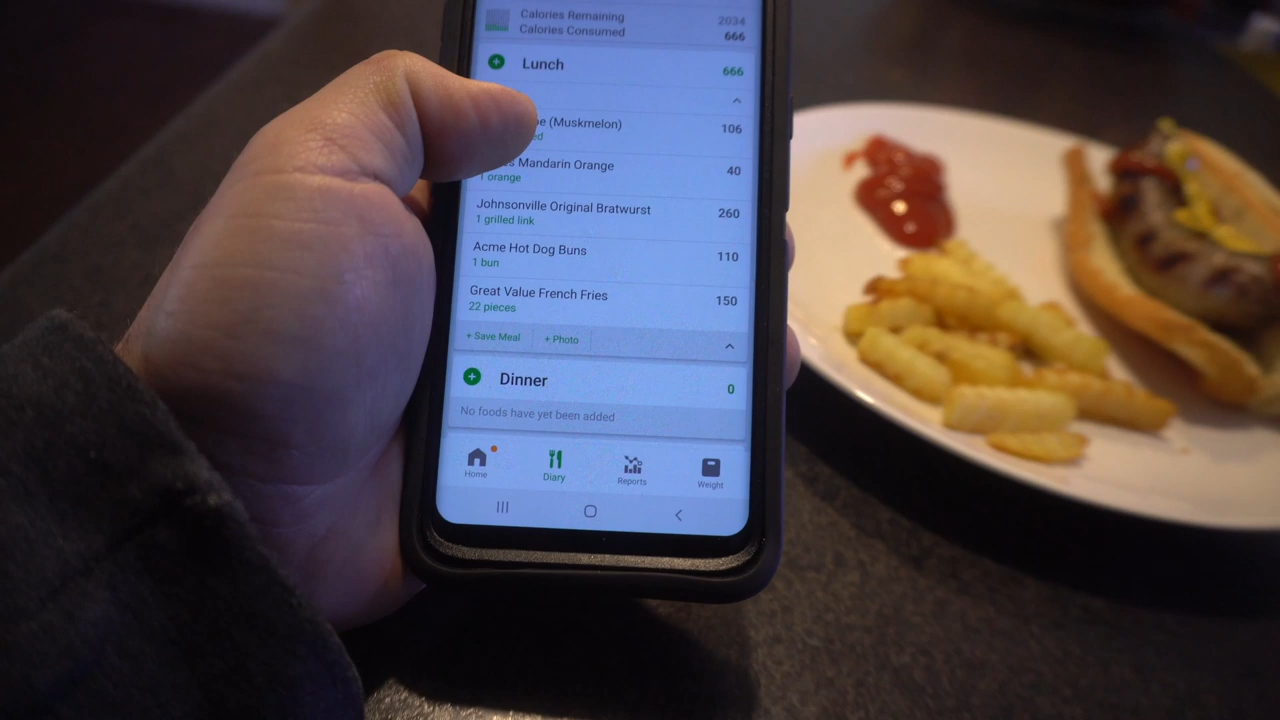 Calories Remaining 2034
Calories Consumed 666
Lunch 666
(Muskmelon) 106
Mandarin Orange 40
1 orange
Johnsonville Original Bratwurst 260
1 grilled link
Acme Hot Dog Buns 110
1 bun
Great Value French Fries 150
22 pieces
+ Save Meal + Photo
Dinner 0
No foods have yet been added
Home Diary Reports Weight